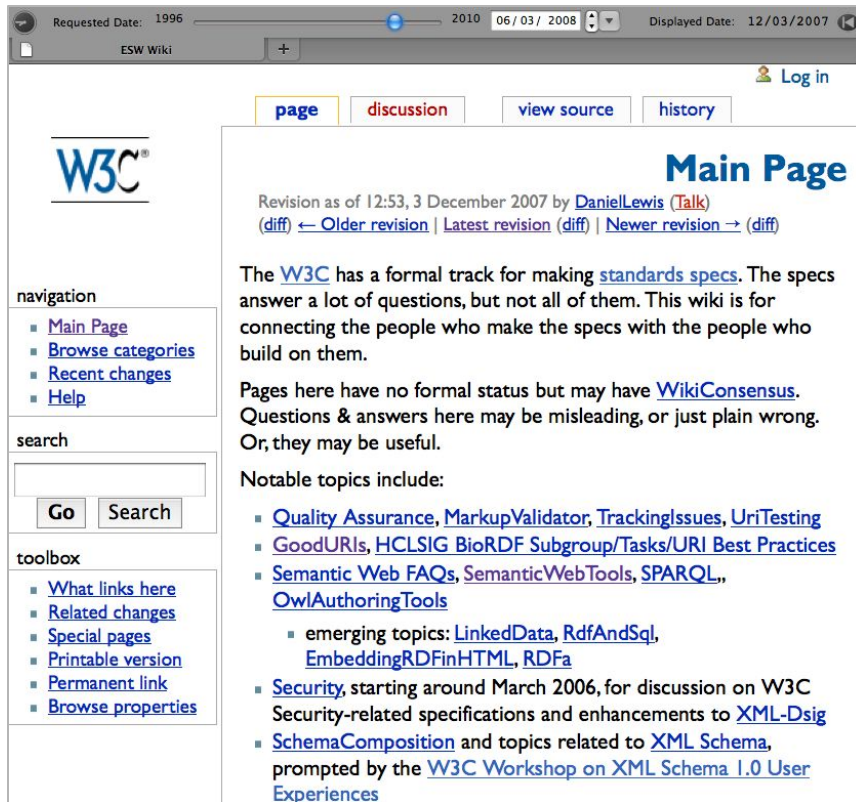 Requested Date: 1996 2010 06/03/2008 Displayed Date: 12/03/2007
ESW Wiki +
Log in
page discussion view source history
W3C®
Main Page
Revision as of 12:53, 3 December 2007 by DanielLewis (Talk)
(diff) ← Older revision | Latest revision (diff) | Newer revision → (diff)
The W3C has a formal track for making standards specs. The specs
answer a lot of questions, but not all of them. This wiki is for
connecting the people who make the specs with the people who
build on them.
Pages here have no formal status but may have WikiConsensus.
Questions & answers here may be misleading, or just plain wrong.
Or, they may be useful.
Notable topics include:
Quality Assurance, MarkupValidator, TrackingIssues, UriTesting
GoodURIs, HCLSIG BioRDF Subgroup/Tasks/URI Best Practices
Semantic Web FAQs, SemanticWebTools, SPARQL,,
OwlAuthoringTools
emerging topics: LinkedData, RdfAndSql,
EmbeddingRDFinHTML, RDFa
Security, starting around March 2006, for discussion on W3C
Security-related specifications and enhancements to XML-Dsig
SchemaComposition and topics related to XML Schema,
prompted by the W3C Workshop on XML Schema 1.0 User
Experiences
navigation
Main Page
Browse categories
Recent changes
Help
search
Go Search
toolbox
What links here
Related changes
Special pages
Printable version
Permanent link
Browse properties